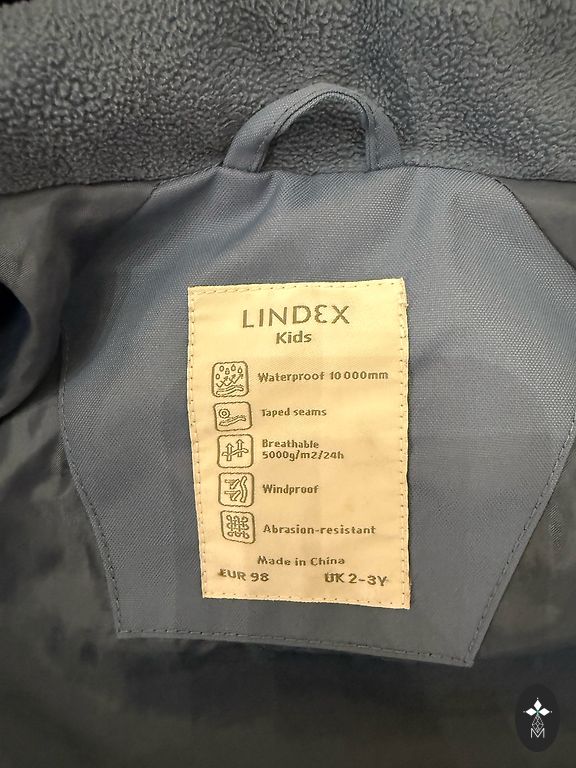 LINDEX
Kids
Waterproof 10 000mm
Taped seams
Breathable
5000g/m2/24h
Windproof
Abrasion-resistant
Made in China
EUR 98 UK 2-3Y
M